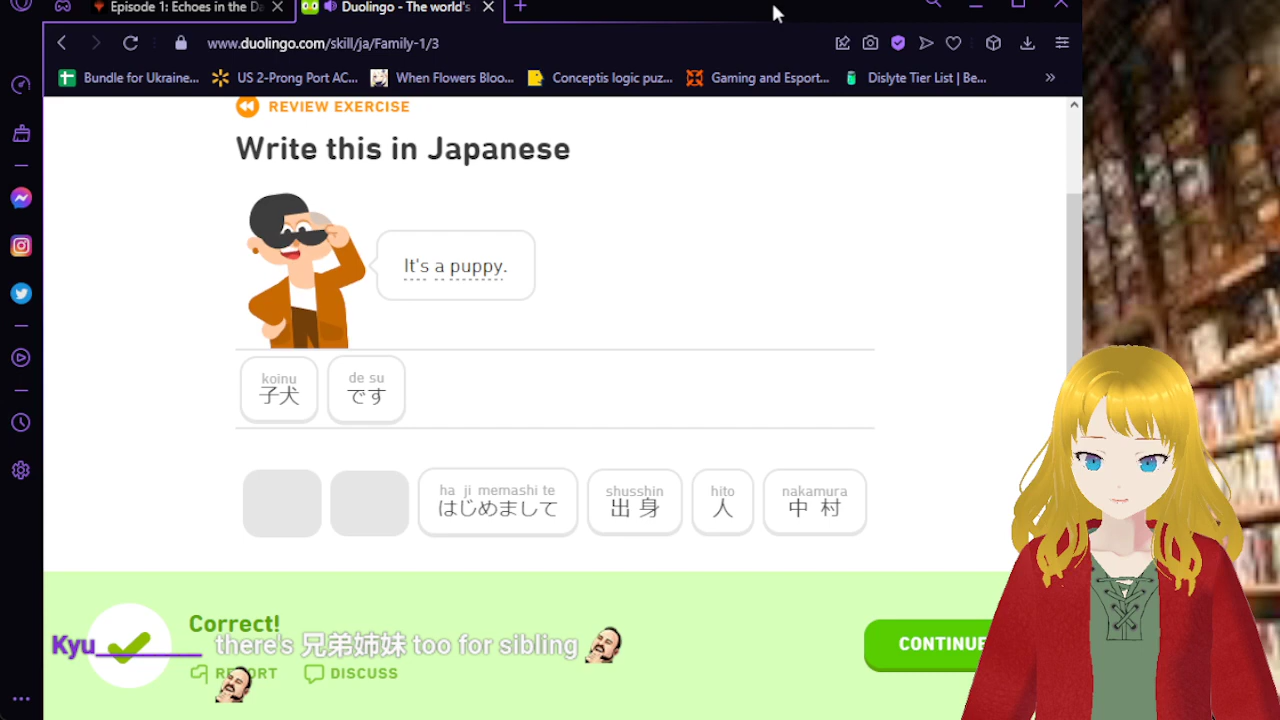 Episode 1: Echoes in the Da
Duolingo - The world's
www.duolingo.com/skill/ja/Family-1/3
Bundle for Ukraine...
US 2-Prong Port AC...
When Flowers Bloo...
Conceptis logic puz...
Gaming and Esport...
Dislyte Tier List | Be...
REVIEW EXERCISE
Write this in Japanese
It's a puppy.
koinu
子犬
de su
です
ha ji memashi te
はじめまして
shusshin
出身
hito
人
nakamura
中村
Correct!
Kyu________ there's 兄弟姉妹 too for sibling
REPORT
DISCUSS
CONTINUE